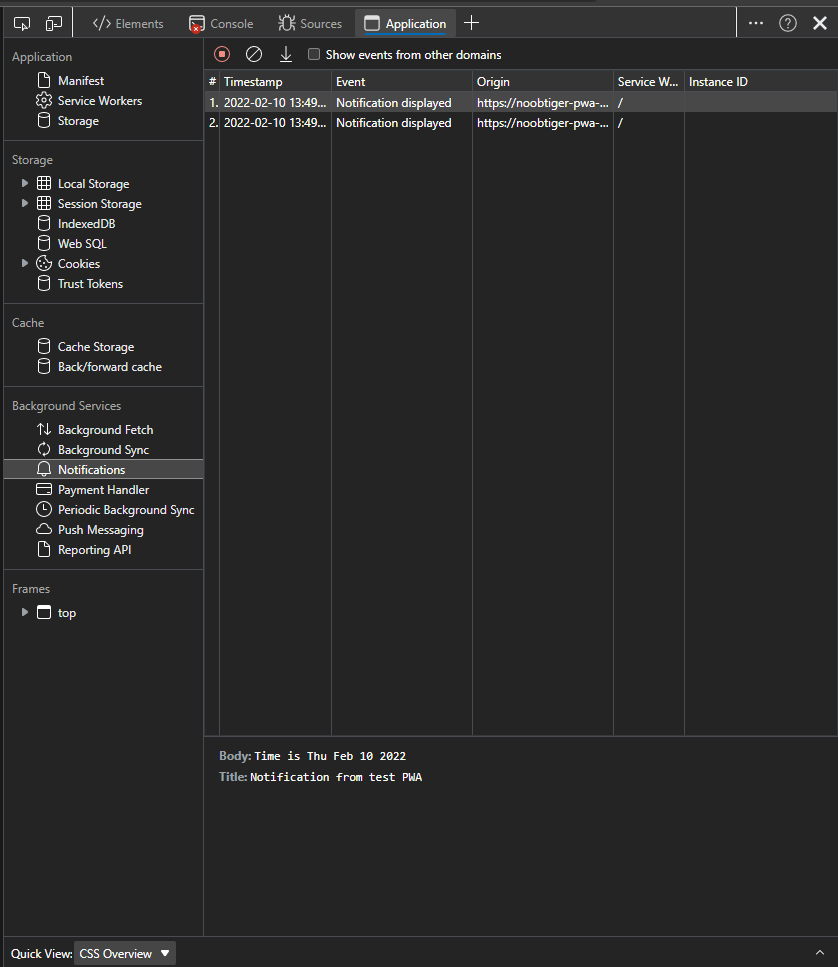 Elements Console Sources Application
Application
Manifest
Service Workers
Storage
Storage
Local Storage
Session Storage
IndexedDB
Web SQL
Cookies
Trust Tokens
Cache
Cache Storage
Back/forward cache
Background Services
Background Fetch
Background Sync
Notifications
Payment Handler
Periodic Background Sync
Push Messaging
Reporting API
Frames
top
Show events from other domains
# Timestamp Event Origin Service W... Instance ID
1. 2022-02-10 13:49... Notification displayed https://noobtiger-pwa-... /
2. 2022-02-10 13:49... Notification displayed https://noobtiger-pwa-... /
Body: Time is Thu Feb 10 2022
Title: Notification from test PWA
Quick View: CSS Overview